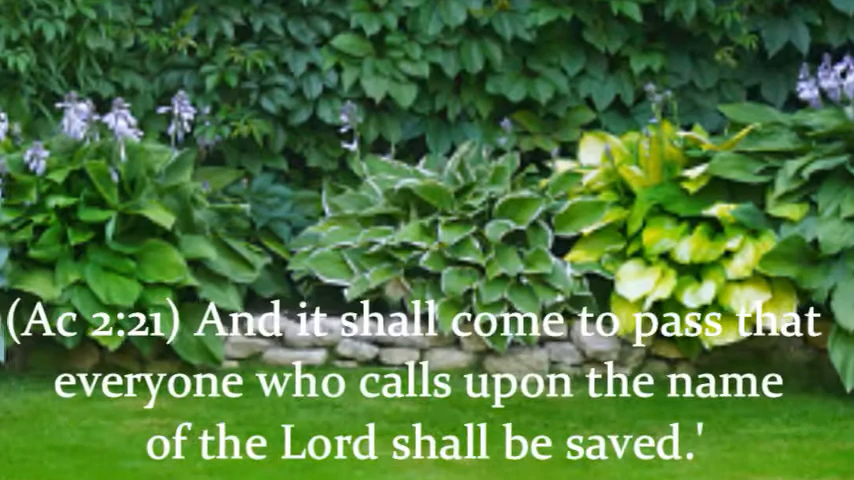 (Ac 2:21) And it shall come to pass that
everyone who calls upon the name
of the Lord shall be saved.'